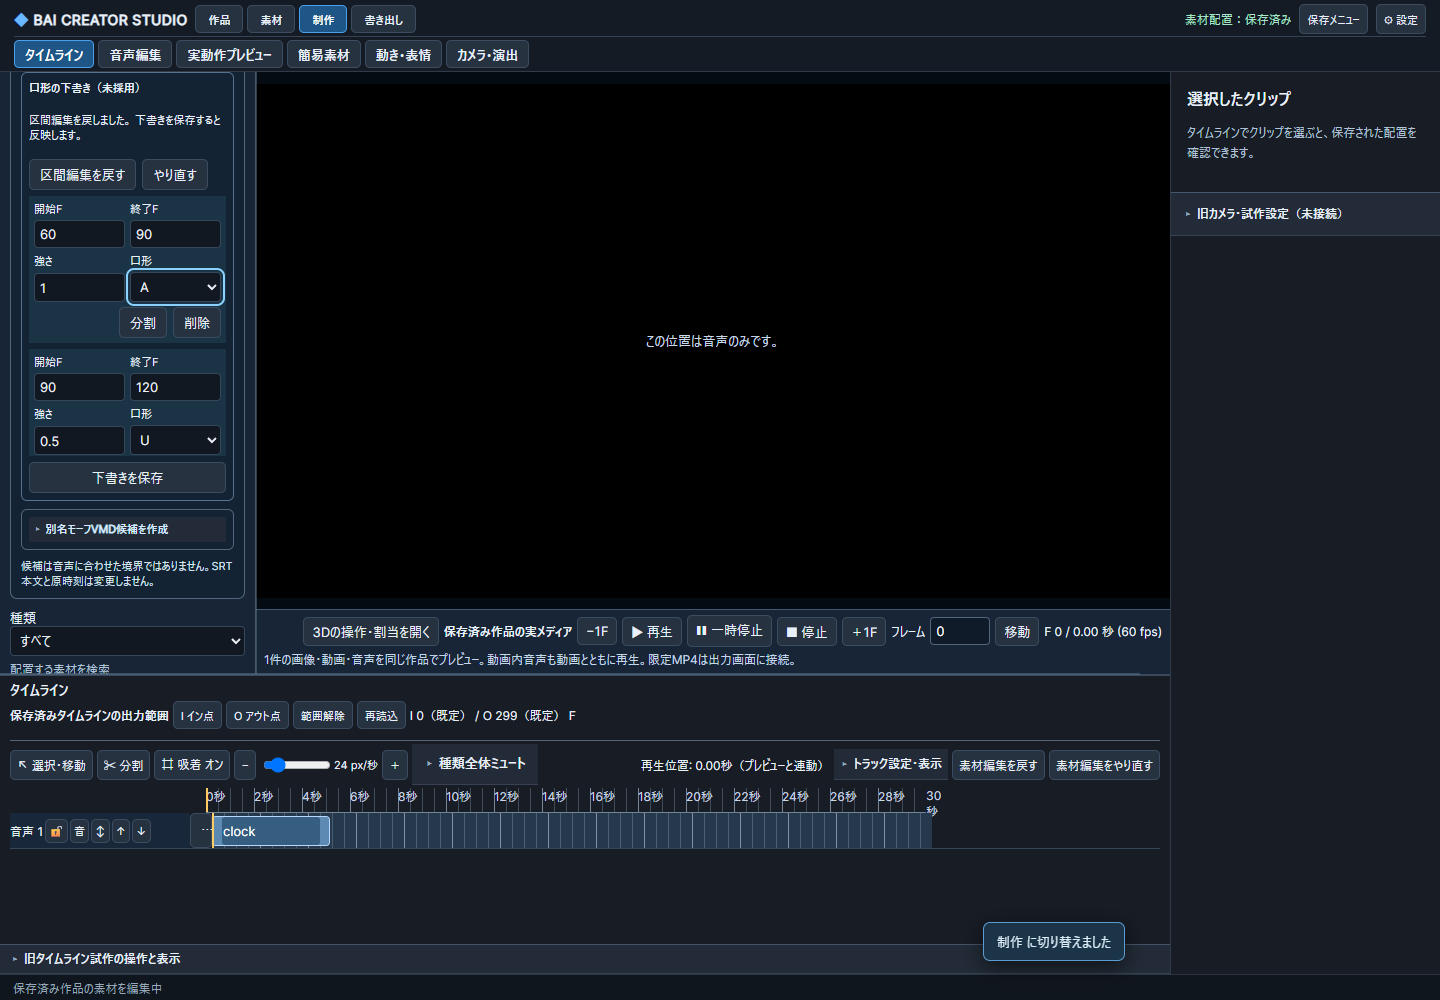 BAI CREATOR STUDIO 作品 素材 制作 書き出し 素材配置：保存済み 保存メニュー 設定
タイムライン 音声編集 実動作プレビュー 簡易素材 動き・表情 カメラ・演出
口形の下書き（未採用）
区間編集を戻しました。下書きを保存すると
反映します。
区間編集を戻す やり直す
開始F 終了F
60 90
強さ 口形
1 A
分割 削除
開始F 終了F
90 120
強さ 口形
0.5 U
下書きを保存
別名モーフVMD候補を作成
候補は音声に合わせた境界ではありません。SRT
本文と原時刻は変更しません。
種類
すべて
配置する素材を検索
この位置は音声のみです。
3Dの操作・割当を開く 保存済み作品の実メディア −1F ▶ 再生 一時停止 ■ 停止 ＋1F フレーム 0 移動 F 0 / 0.00 秒 (60 fps)
1件の画像・動画・音声を同じ作品でプレビュー。動画内音声も動画とともに再生。限定MP4は出力画面に接続。
選択したクリップ
タイムラインでクリップを選ぶと、保存された配置を
確認できます。
旧カメラ・試作設定（未接続）
タイムライン
保存済みタイムラインの出力範囲 I イン点 O アウト点 範囲解除 再読込 I 0（既定） / O 299（既定） F
選択・移動 分割 吸着 オン − 24 px/秒 ＋ 種類全体ミュート 再生位置: 0.00秒（プレビューと連動） トラック設定・表示 素材編集を戻す 素材編集をやり直す
0秒 2秒 4秒 6秒 8秒 10秒 12秒 14秒 16秒 18秒 20秒 22秒 24秒 26秒 28秒 30
秒
音声 1 音 ↕ ↑ ↓ … clock
制作 に切り替えました
旧タイムライン試作の操作と表示
保存済み作品の素材を編集中